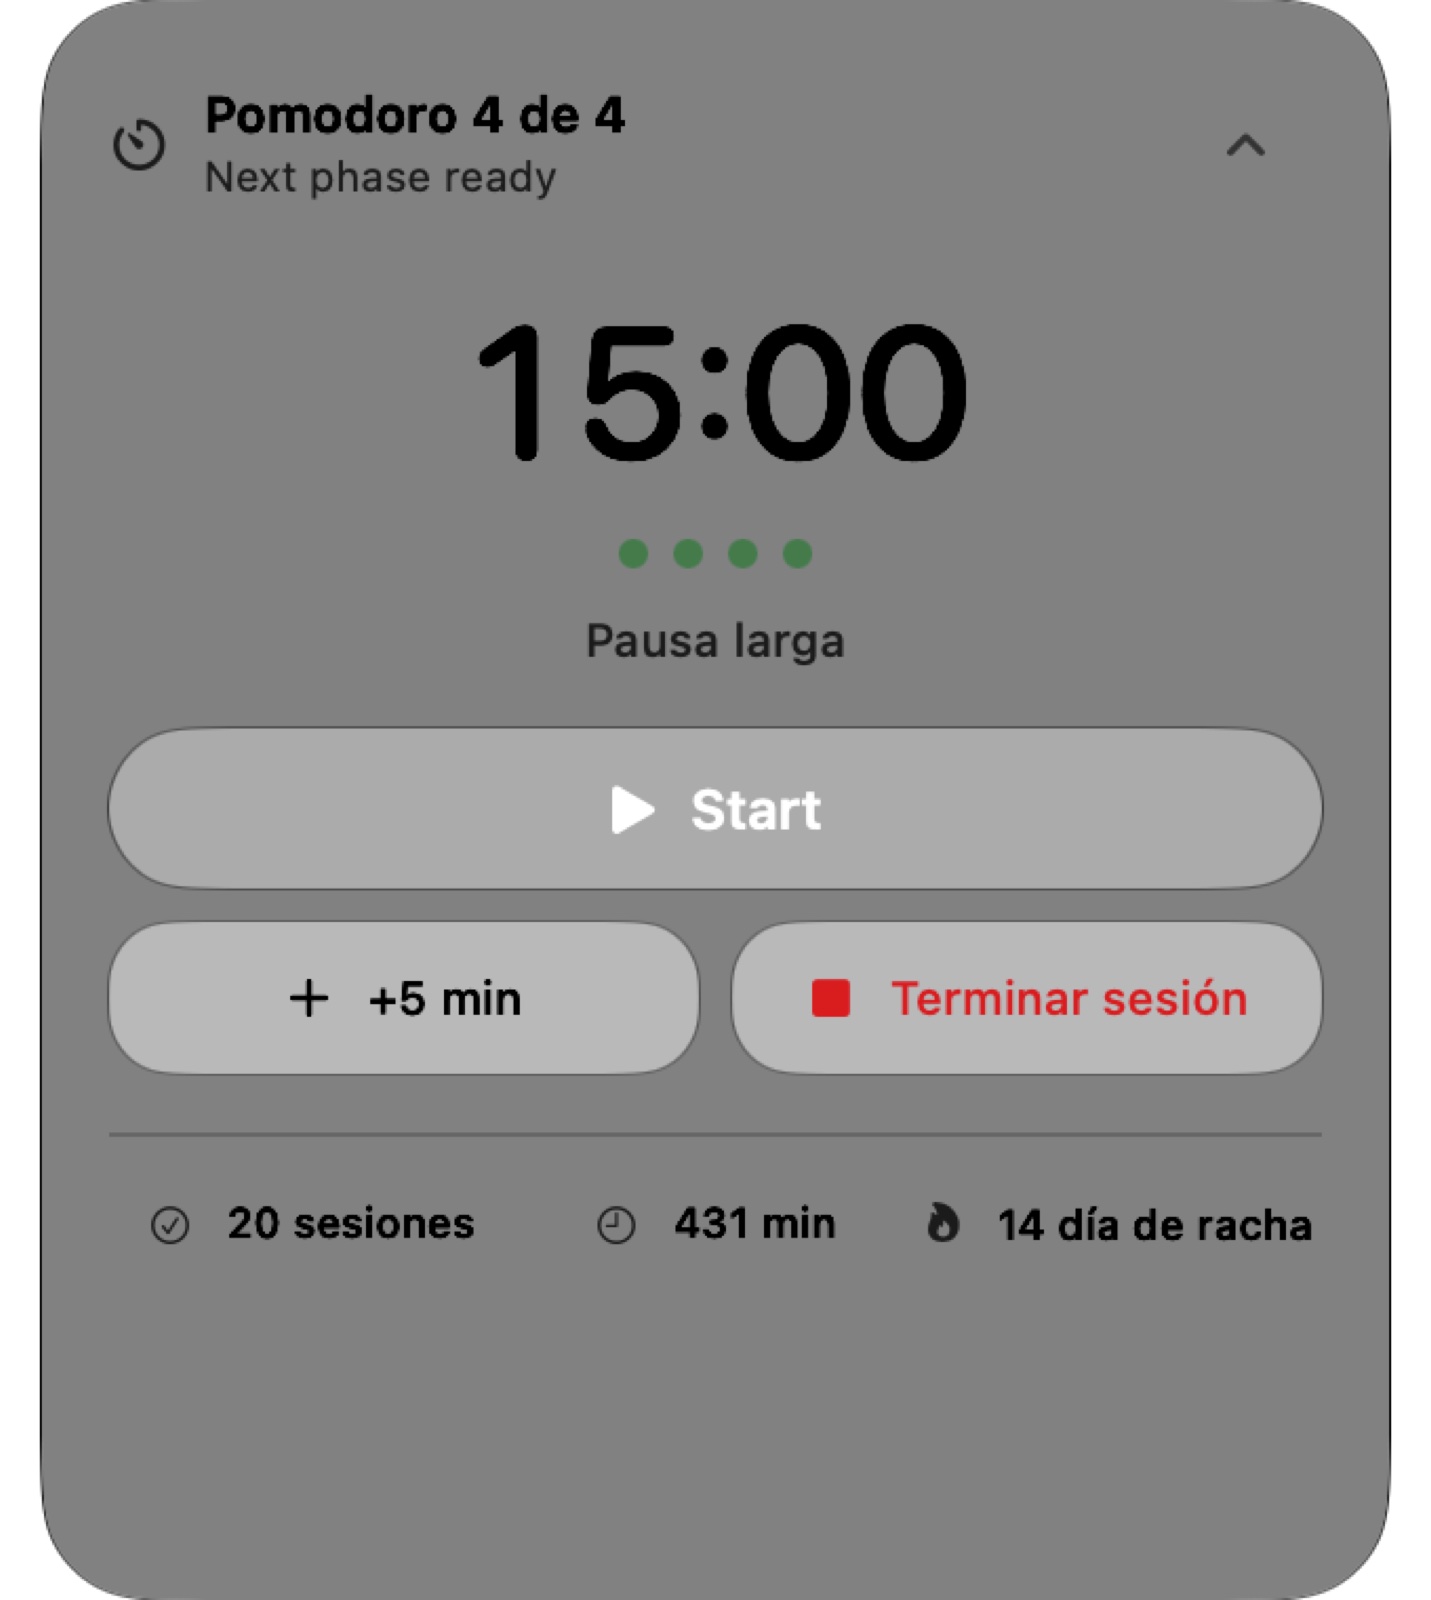 Pomodoro 4 de 4
Next phase ready
15:00
Pausa larga
Start
+5 min
Terminar sesión
20 sesiones
431 min
14 día de racha